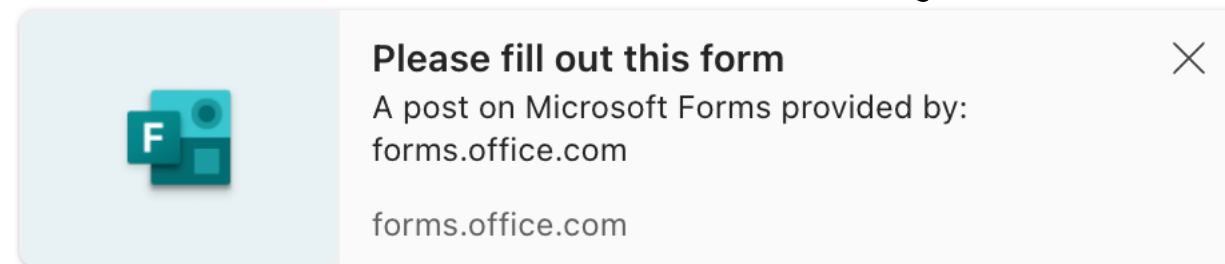 Please fill out this form
A post on Microsoft Forms provided by:
forms.office.com
forms.office.com
F